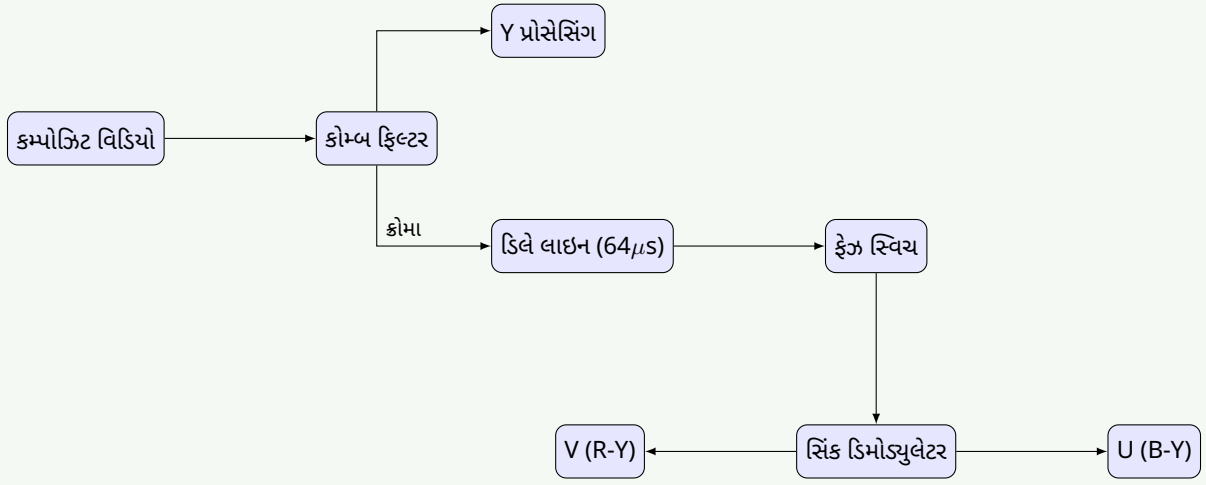 Y પ્રોસેસિંગ
કમ્પોઝિટ વિડિયો
કોમ્બ ફિલ્ટર
ક્રોમા
ડિલે લાઇન (64μs)
ફેઝ સ્વિચ
V (R-Y)
સિંક ડિમોડ્યુલેટર
U (B-Y)